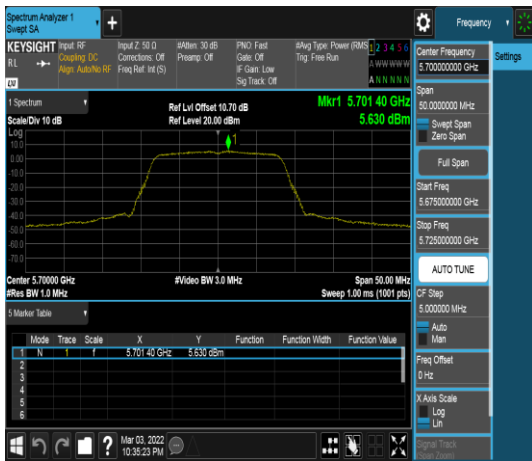 Spectrum Analyzer 1
Swept SA
+
Frequency
KEYSIGHT
RL
LXI
Input: RF
Coupling: DC
Align: Auto/No RF
Input Z: 50 Ω
Corrections: Off
Freq Ref: Int (S)
#Atten: 30 dB
Preamp: Off
PNO: Fast
Gate: Off
IF Gain: Low
Sig Track: Off
#Avg Type: Power (RMS)
Trig: Free Run
1 2 3 4 5 6
A W W W W W
A N N N N N
1 Spectrum
Scale/Div 10 dB
Ref Lvl Offset 10.70 dB
Ref Level 20.00 dBm
Mkr1 5.701 40 GHz
5.630 dBm
Log
10.0
0.00
-10.0
-20.0
-30.0
-40.0
-50.0
-60.0
-70.0
1
Center 5.70000 GHz
#Res BW 1.0 MHz
#Video BW 3.0 MHz
Span 50.00 MHz
Sweep 1.00 ms (1001 pts)
5 Marker Table
Mode Trace Scale X Y Function Function Width Function Value
1 N 1 f 5.701 40 GHz 5.630 dBm
2
3
4
5
6
Mar 03, 2022
10:35:23 PM
?
Center Frequency
5.700000000 GHz
Settings
Span
50.0000000 MHz
Swept Span
Zero Span
Full Span
Start Freq
5.675000000 GHz
Stop Freq
5.725000000 GHz
AUTO TUNE
CF Step
5.000000 MHz
Auto
Man
Freq Offset
0 Hz
X Axis Scale
Log
Lin
Signal Track
(Span Zoom)